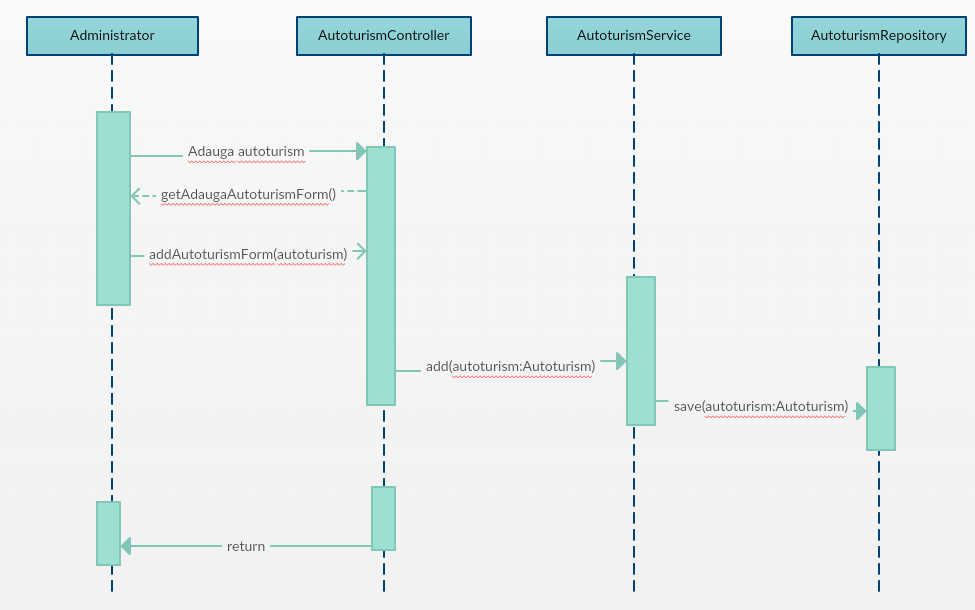 Administrator
AutoturismController
AutoturismService
AutoturismRepository
Adauga autoturism
getAdaugaAutoturismForm()
addAutoturismForm(autoturism)
add(autoturism:Autoturism)
save(autoturism:Autoturism)
return